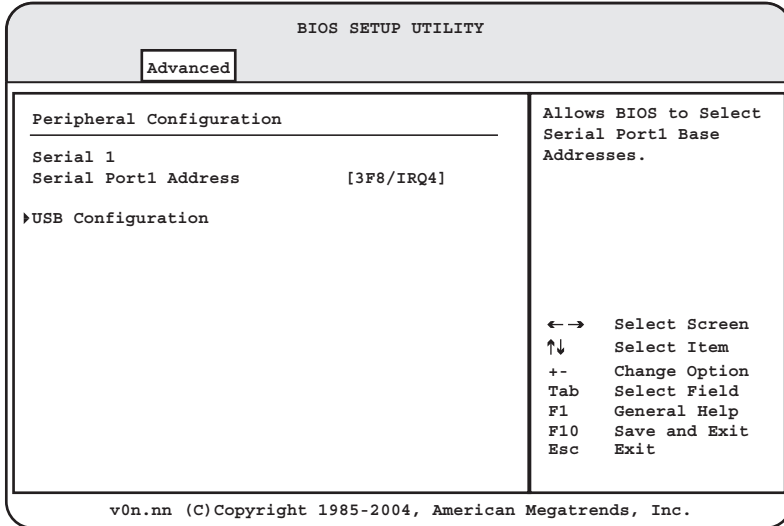 BIOS SETUP UTILITY
Advanced
Peripheral Configuration
Serial 1
Serial Port1 Address [3F8/IRQ4]
USB Configuration
Allows BIOS to Select
Serial Port1 Base
Addresses.
←→ Select Screen
↑↓ Select Item
+- Change Option
Tab Select Field
F1 General Help
F10 Save and Exit
Esc Exit
v0n.nn (C)Copyright 1985-2004, American Megatrends, Inc.